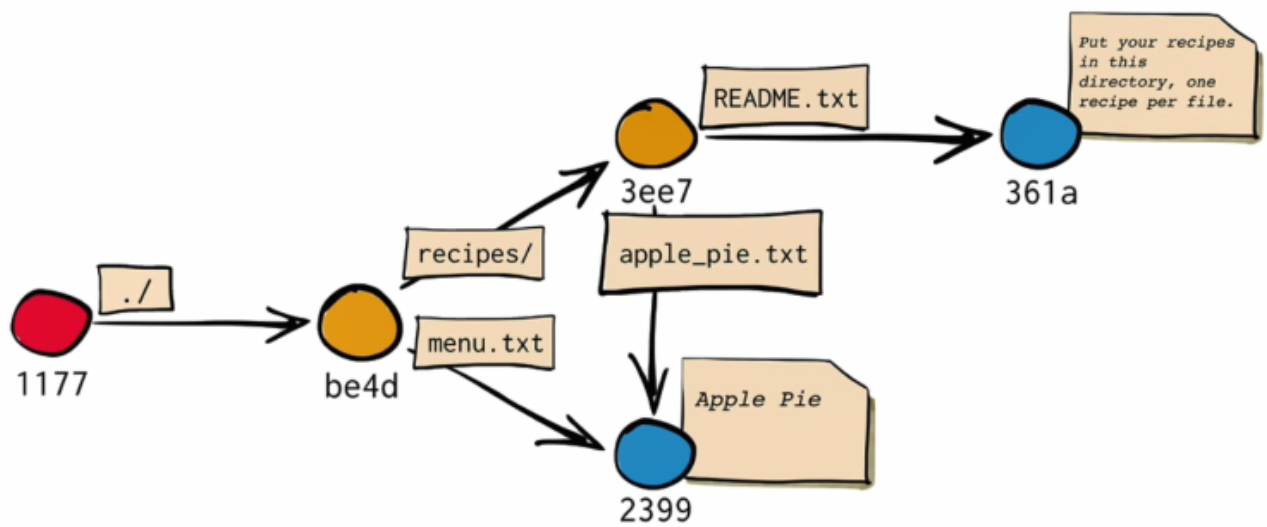 Put your recipes
in this
directory, one
recipe per file.
README.txt
3ee7
361a
recipes/
apple_pie.txt
./
menu.txt
1177
be4d
Apple Pie
2399